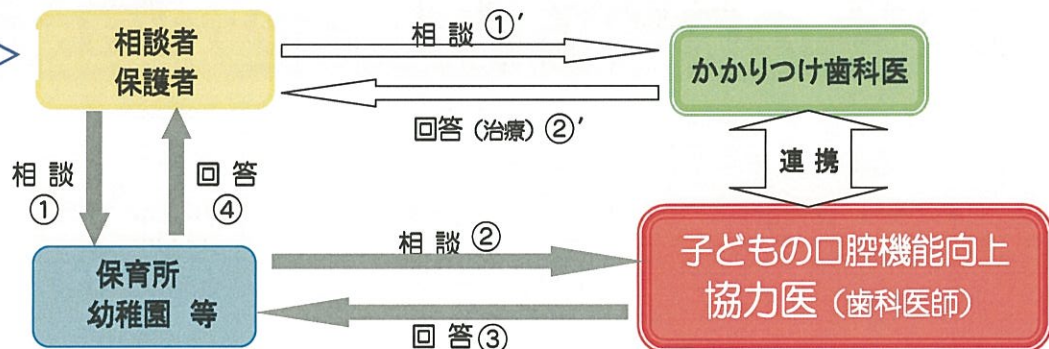 相談者
保護者
相 談 ①′
かかりつけ歯科医
回答（治療）②′
連 携
相 談
①
回 答
④
保育所
幼稚園 等
相 談 ②
回 答 ③
子どもの口腔機能向上
協力医（歯科医師）